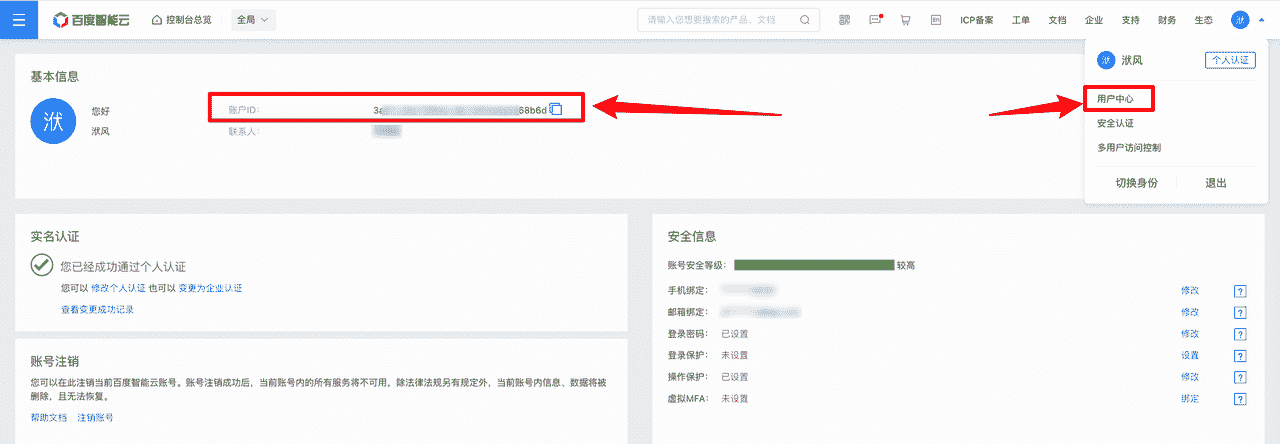 百度智能云
控制台总览
全局
请输入您想要搜索的产品、文档
En
ICP备案
工单
文档
企业
支持
财务
生态
洑
洑
洑风
个人认证
用户中心
安全认证
多用户访问控制
切换身份
退出
基本信息
洑
您好
洑风
账户ID：
3a
68b6d
联系人：
实名认证
您已经成功通过个人认证
您可以 修改个人认证 也可以 变更为企业认证
查看变更成功记录
账号注销
您可以在此注销当前百度智能云账号。账号注销成功后，当前账号内的所有服务将不可用，除法律法规另有规定外，当前账号内信息、数据将被
删除，且无法恢复。
帮助文档 注销账号
安全信息
账号安全等级： 较高
手机绑定： 修改 ?
邮箱绑定： 修改 ?
登录密码： 已设置 修改 ?
登录保护： 未设置 设置 ?
操作保护： 已设置 修改 ?
虚拟MFA： 未设置 绑定 ?